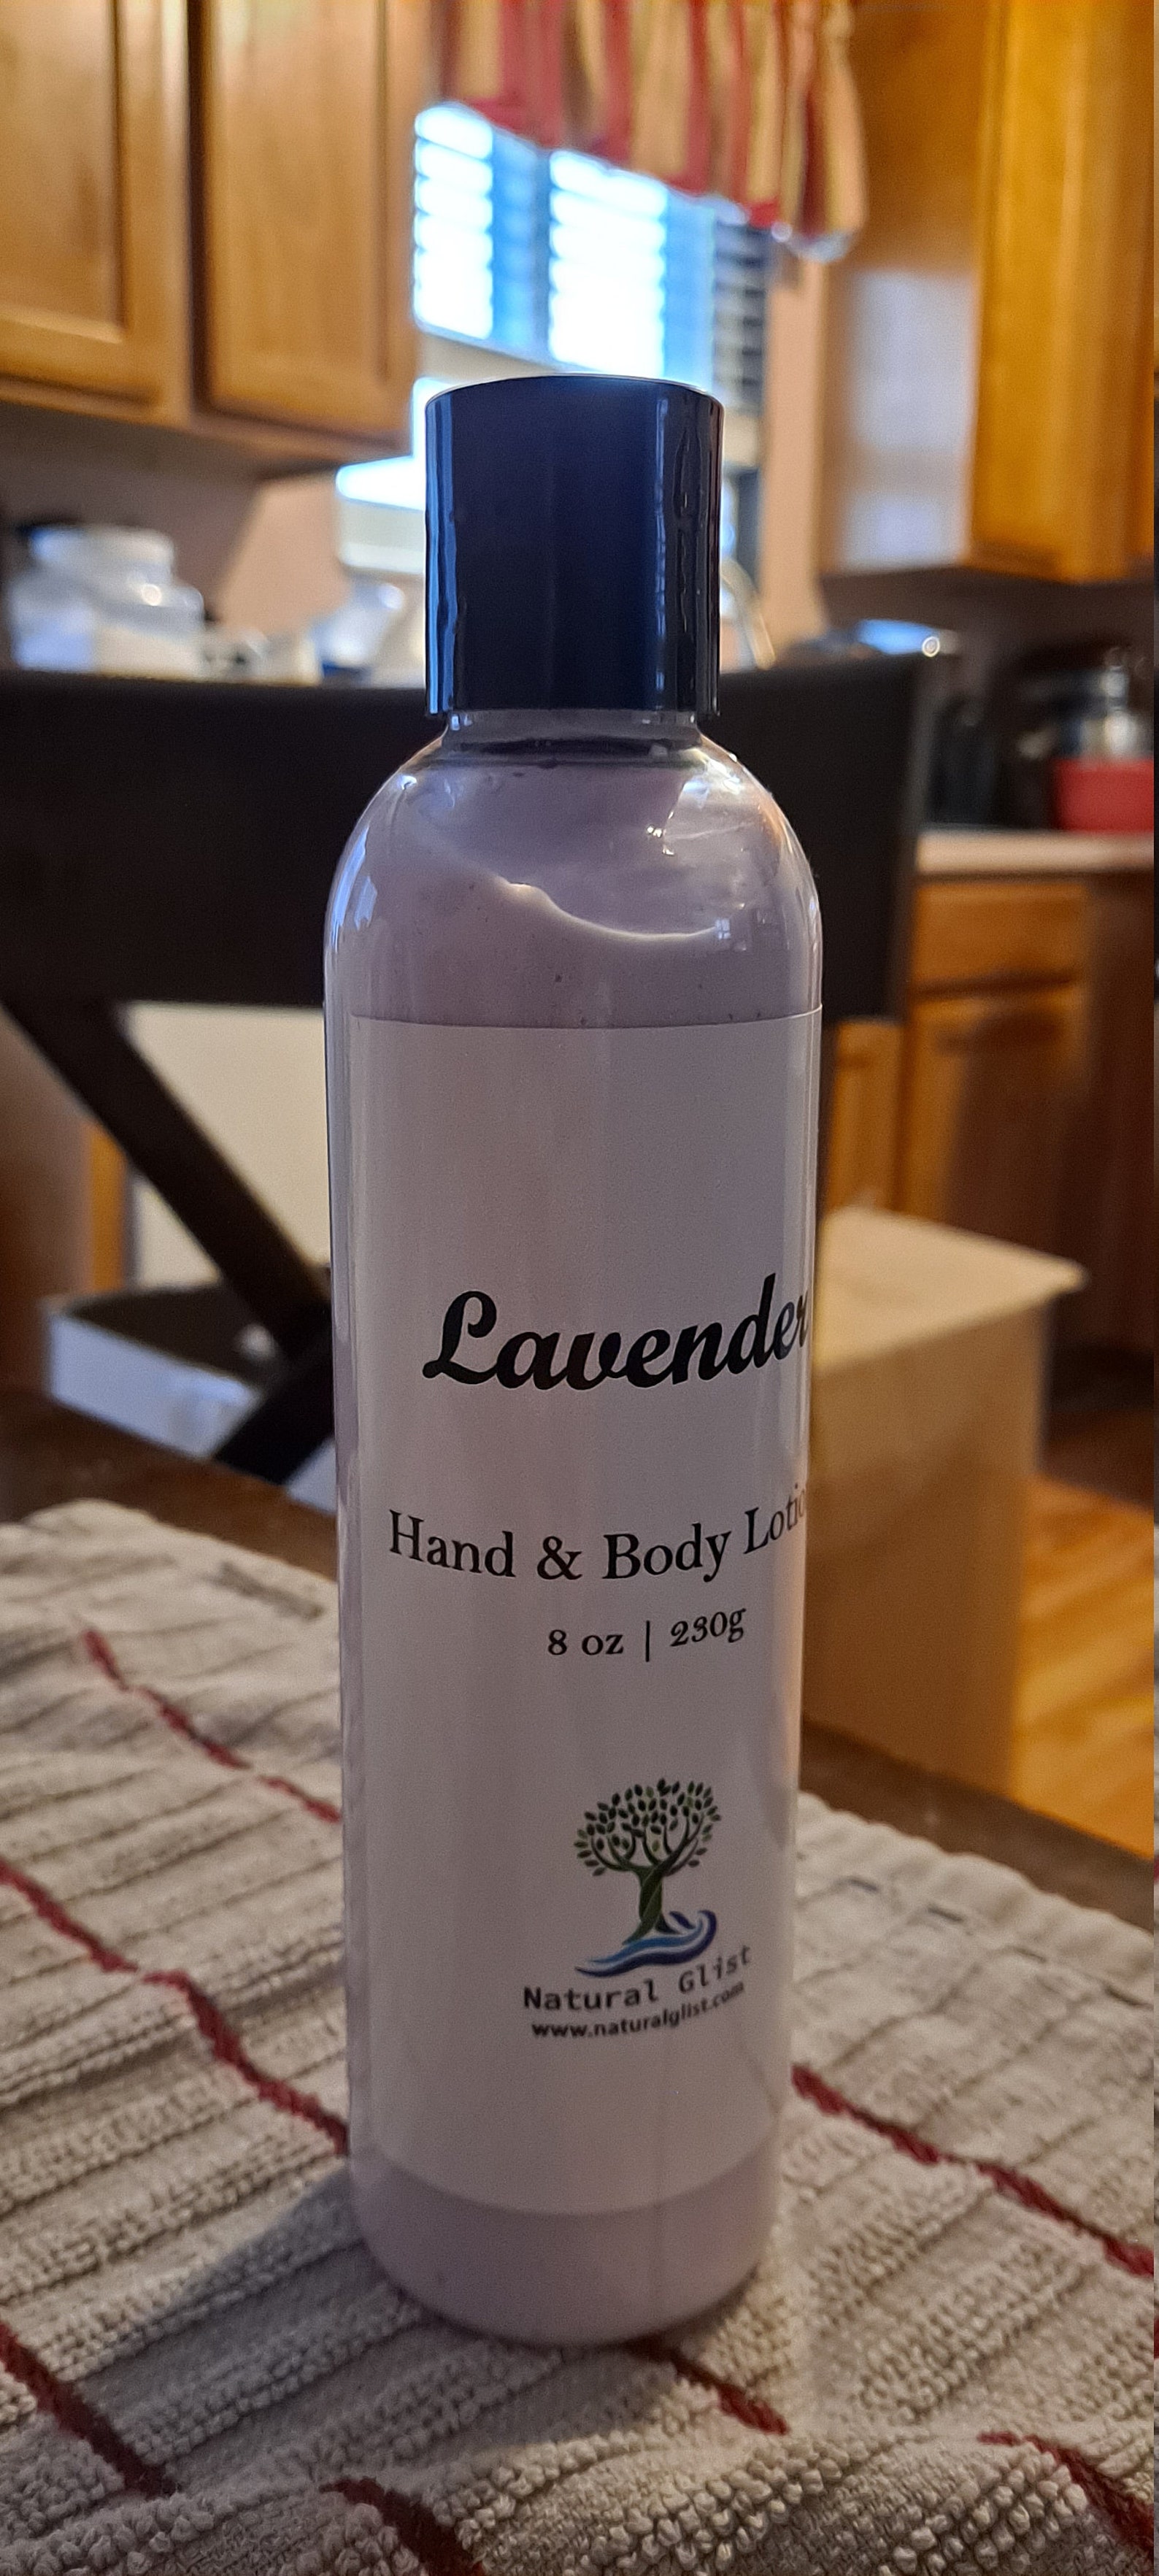 Lavender
Hand & Body Lotio
8 oz | 230g
Natural Glist
www.naturalglist.com